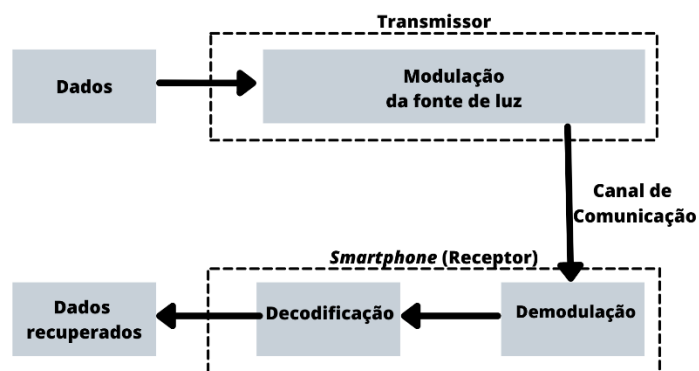 Transmissor
Dados
Modulação
da fonte de luz
Canal de
Comunicação
Smartphone (Receptor)
Dados
recuperados
Decodificação
Demodulação